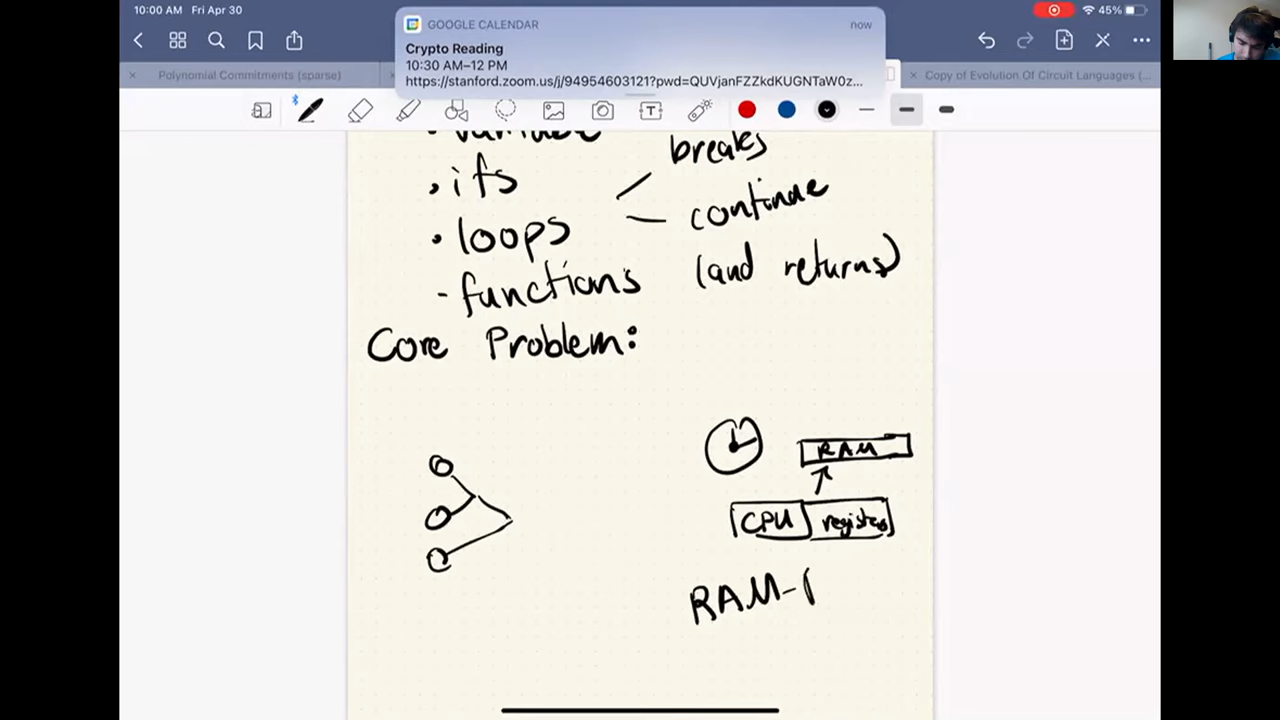 10:00 AM Fri Apr 30
45%
GOOGLE CALENDAR
now
Crypto Reading
10:30 AM–12 PM
https://stanford.zoom.us/j/94954603121?pwd=QUVjanFZZkdKUGNTaW0z...
Polynomial Commitments (sparse)
Copy of Evolution Of Circuit Languages (...
T
breaks
• ifs
continue
• loops
(and returns)
- functions
Core Problem:
RAM
CPU
registers
RAM-